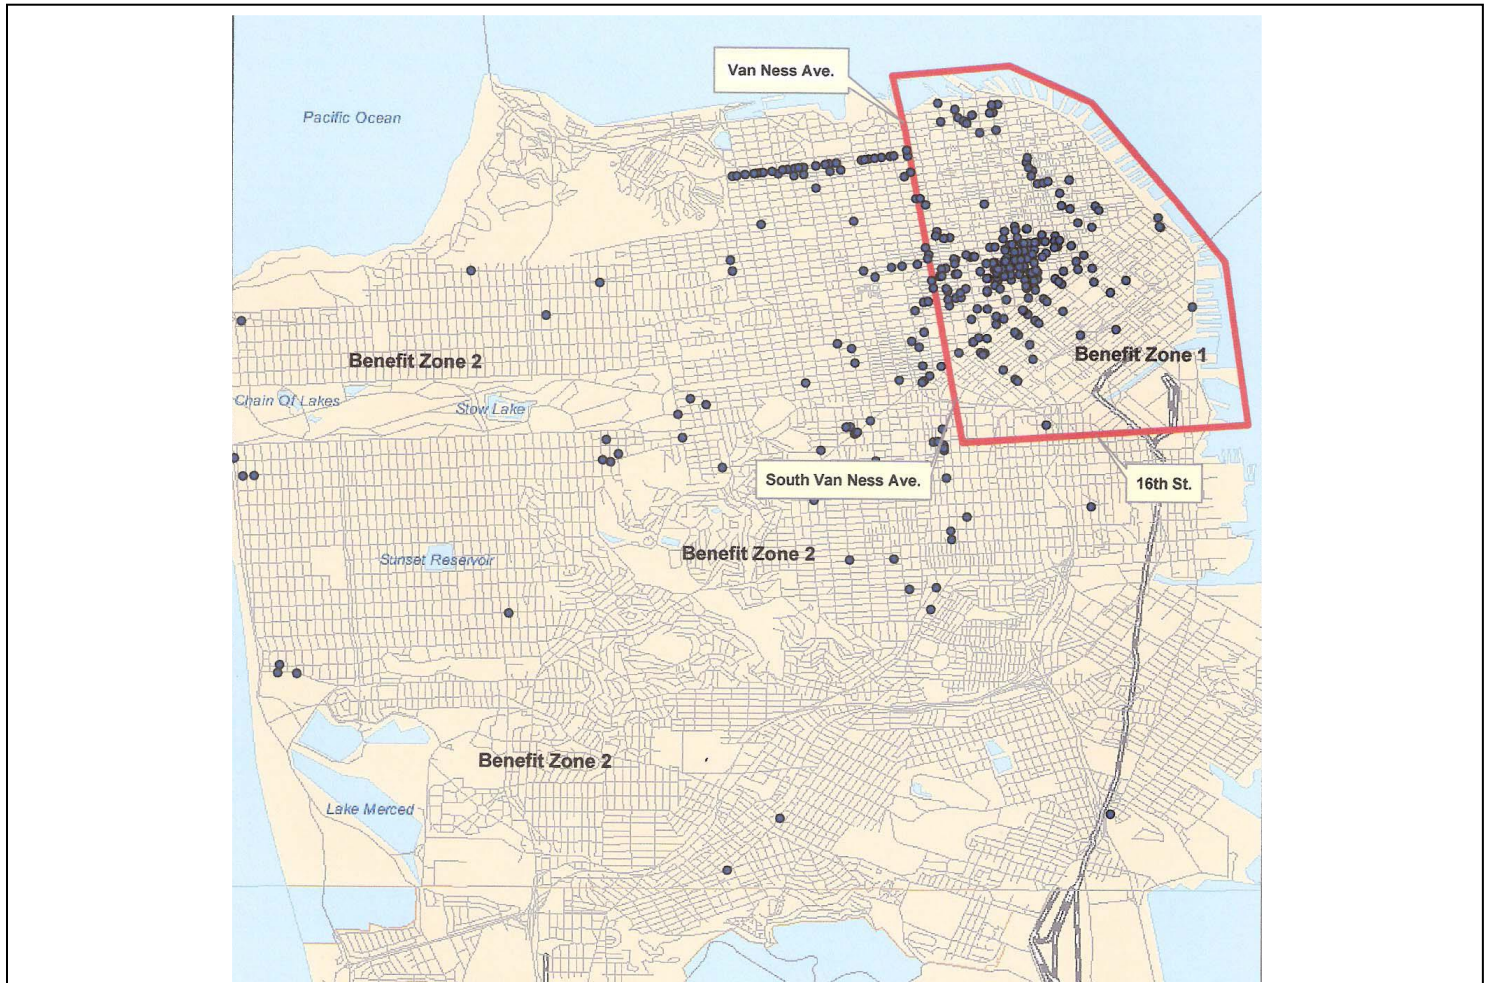 Van Ness Ave.
Pacific Ocean
Benefit Zone 1
Benefit Zone 2
Chain Of Lakes
Stow Lake
South Van Ness Ave.
16th St.
Sunset Reservoir
Benefit Zone 2
Benefit Zone 2
Lake Merced